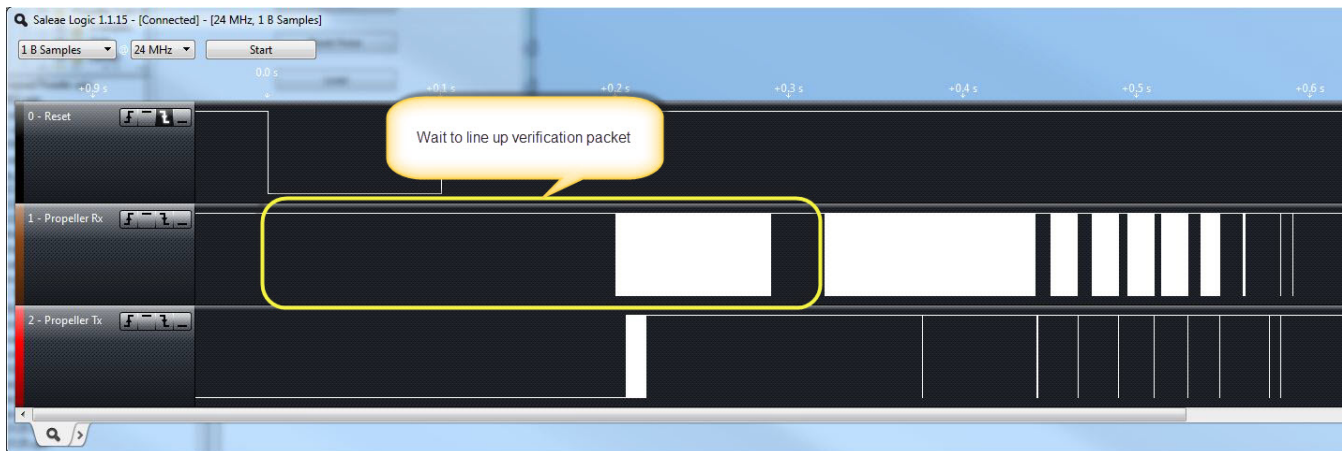 Saleae Logic 1.1.15 - [Connected] - [24 MHz, 1 B Samples]
1 B Samples @ 24 MHz Start
0.0 s
+0,9 s +0,1 s +0,2 s +0,3 s +0,4 s +0,5 s +0,6 s
0 - Reset
Wait to line up verification packet
1 - Propeller Rx
2 - Propeller Tx